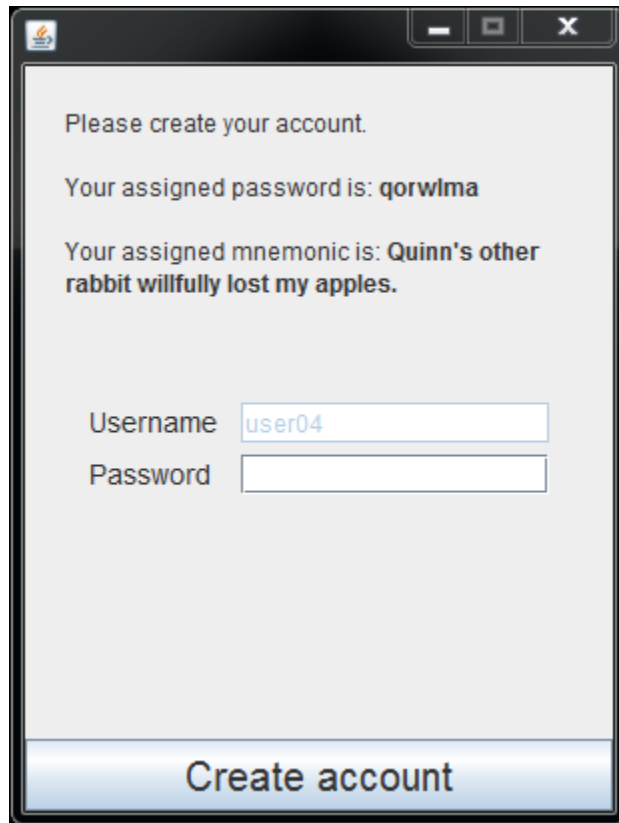 Please create your account.
Your assigned password is: qorwlma
Your assigned mnemonic is: Quinn's other
rabbit willfully lost my apples.
Username user04
Password
Create account